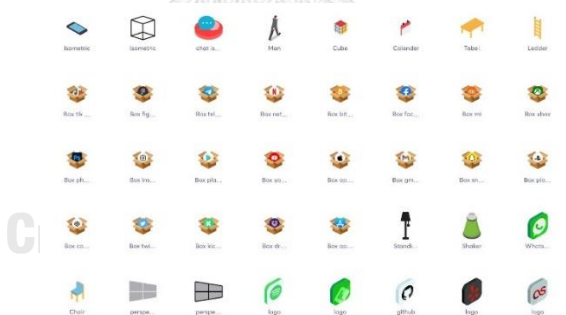 Isometric Isometric chat is... Man Cube Calander Tabel Ladder
Box tik ... Box fig... Box tel... Box net... Box bit... Box fac... Box mi Box xbox
Box ph... Box ins... Box pla... Box yo... Box ap... Box gm... Box sn... Box pla...
Box co... Box twi... Box kic... Box dr... Box ap... Standi... Shaker Whats...
Chair perspe... perspe... logo logo github logo logo